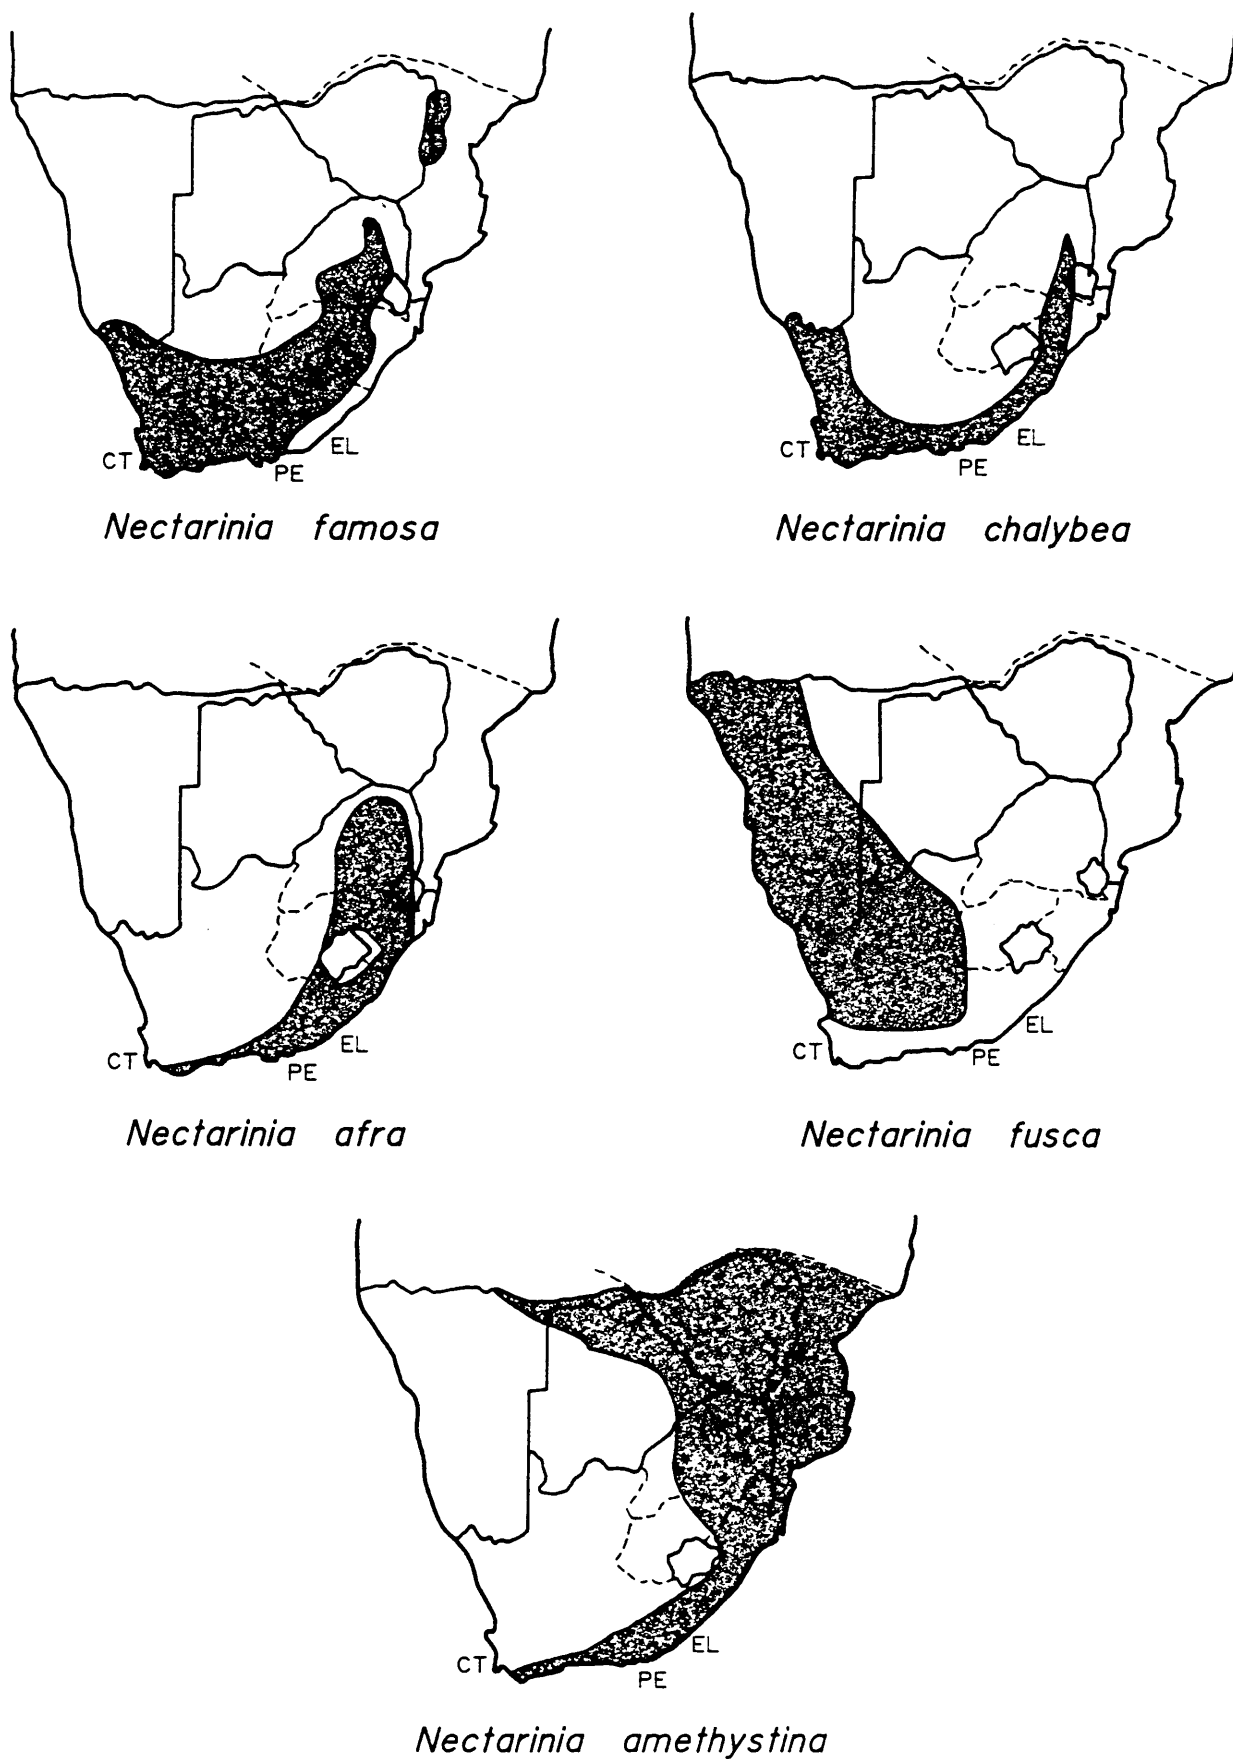 CT
EL
PE
Nectarinia famosa
CT
EL
PE
Nectarinia chalybea
CT
EL
PE
Nectarinia afra
CT
EL
PE
Nectarinia fusca
CT
EL
PE
Nectarinia amethystina